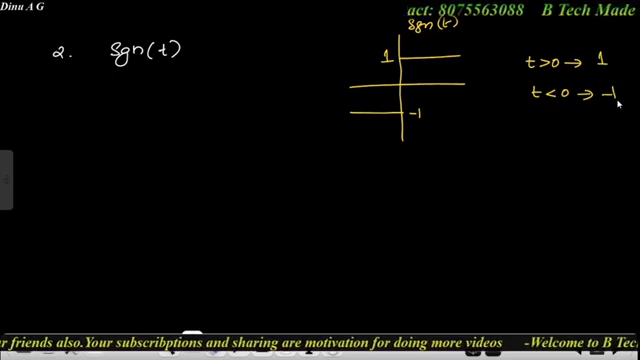 Dinu A G
act: 8075563088 B Tech Made
2. Sgn(t)
Sgn(t)
1
-1
t>0 → 1
t<0 → -1
ur friends also.Your subscribptions and sharing are motivation for doing more videos -Welcome to B Tec